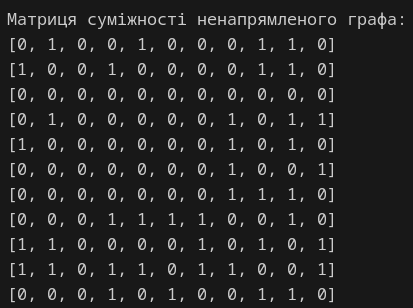 Матриця суміжності ненапрямленого графа:
[0, 1, 0, 0, 1, 0, 0, 0, 1, 1, 0]
[1, 0, 0, 1, 0, 0, 0, 0, 1, 1, 0]
[0, 0, 0, 0, 0, 0, 0, 0, 0, 0, 0]
[0, 1, 0, 0, 0, 0, 0, 1, 0, 1, 1]
[1, 0, 0, 0, 0, 0, 0, 1, 0, 1, 0]
[0, 0, 0, 0, 0, 0, 0, 1, 0, 0, 1]
[0, 0, 0, 0, 0, 0, 0, 1, 1, 1, 0]
[0, 0, 0, 1, 1, 1, 1, 0, 0, 1, 0]
[1, 1, 0, 0, 0, 0, 1, 0, 1, 0, 1]
[1, 1, 0, 1, 1, 0, 1, 1, 0, 0, 1]
[0, 0, 0, 1, 0, 1, 0, 0, 1, 1, 0]